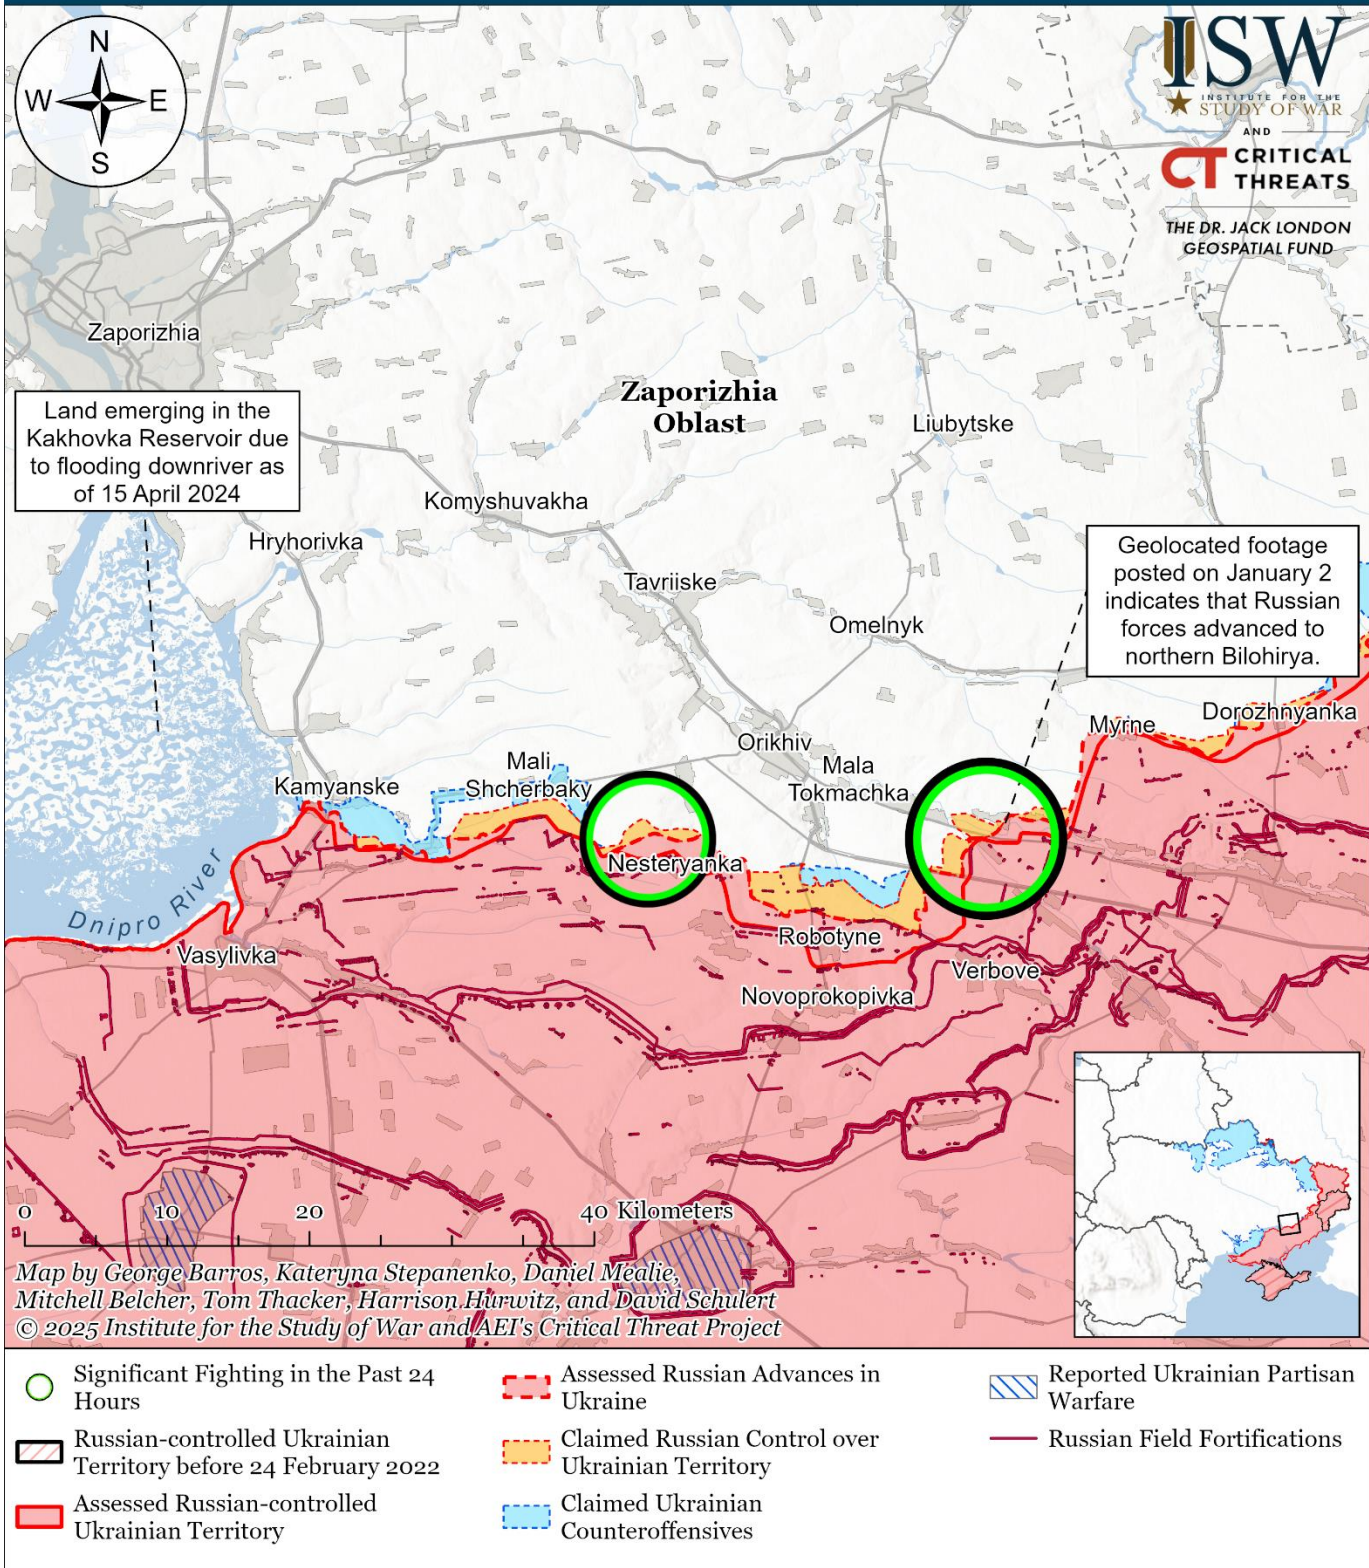 N
W
E
S
ISW
INSTITUTE FOR THE
STUDY OF WAR
AND
CT CRITICAL
THREATS
THE DR. JACK LONDON
GEOSPATIAL FUND
Zaporizhia
Zaporizhia
Oblast
Land emerging in the
Kakhovka Reservoir due
to flooding downriver as
of 15 April 2024
Liubytske
Komyshuvakha
Hryhorivka
Geolocated footage
posted on January 2
indicates that Russian
forces advanced to
northern Bilohirya.
Tavriiske
Omelnyk
Dorozhnyanka
Myrne
Orikhiv
Mali
Shcherbaky
Mala
Tokmachka
Kamyanske
Nesteryanka
Dnipro River
Robotyne
Vasylivka
Verbove
Novoprokopivka
0 10 20 40 Kilometers
Map by George Barros, Kateryna Stepanenko, Daniel Mealie,
Mitchell Belcher, Tom Thacker, Harrison Hurwitz, and David Schulert
© 2025 Institute for the Study of War and AEI's Critical Threat Project
Significant Fighting in the Past 24
Hours
Russian-controlled Ukrainian
Territory before 24 February 2022
Assessed Russian-controlled
Ukrainian Territory
Assessed Russian Advances in
Ukraine
Claimed Russian Control over
Ukrainian Territory
Claimed Ukrainian
Counteroffensives
Reported Ukrainian Partisan
Warfare
Russian Field Fortifications